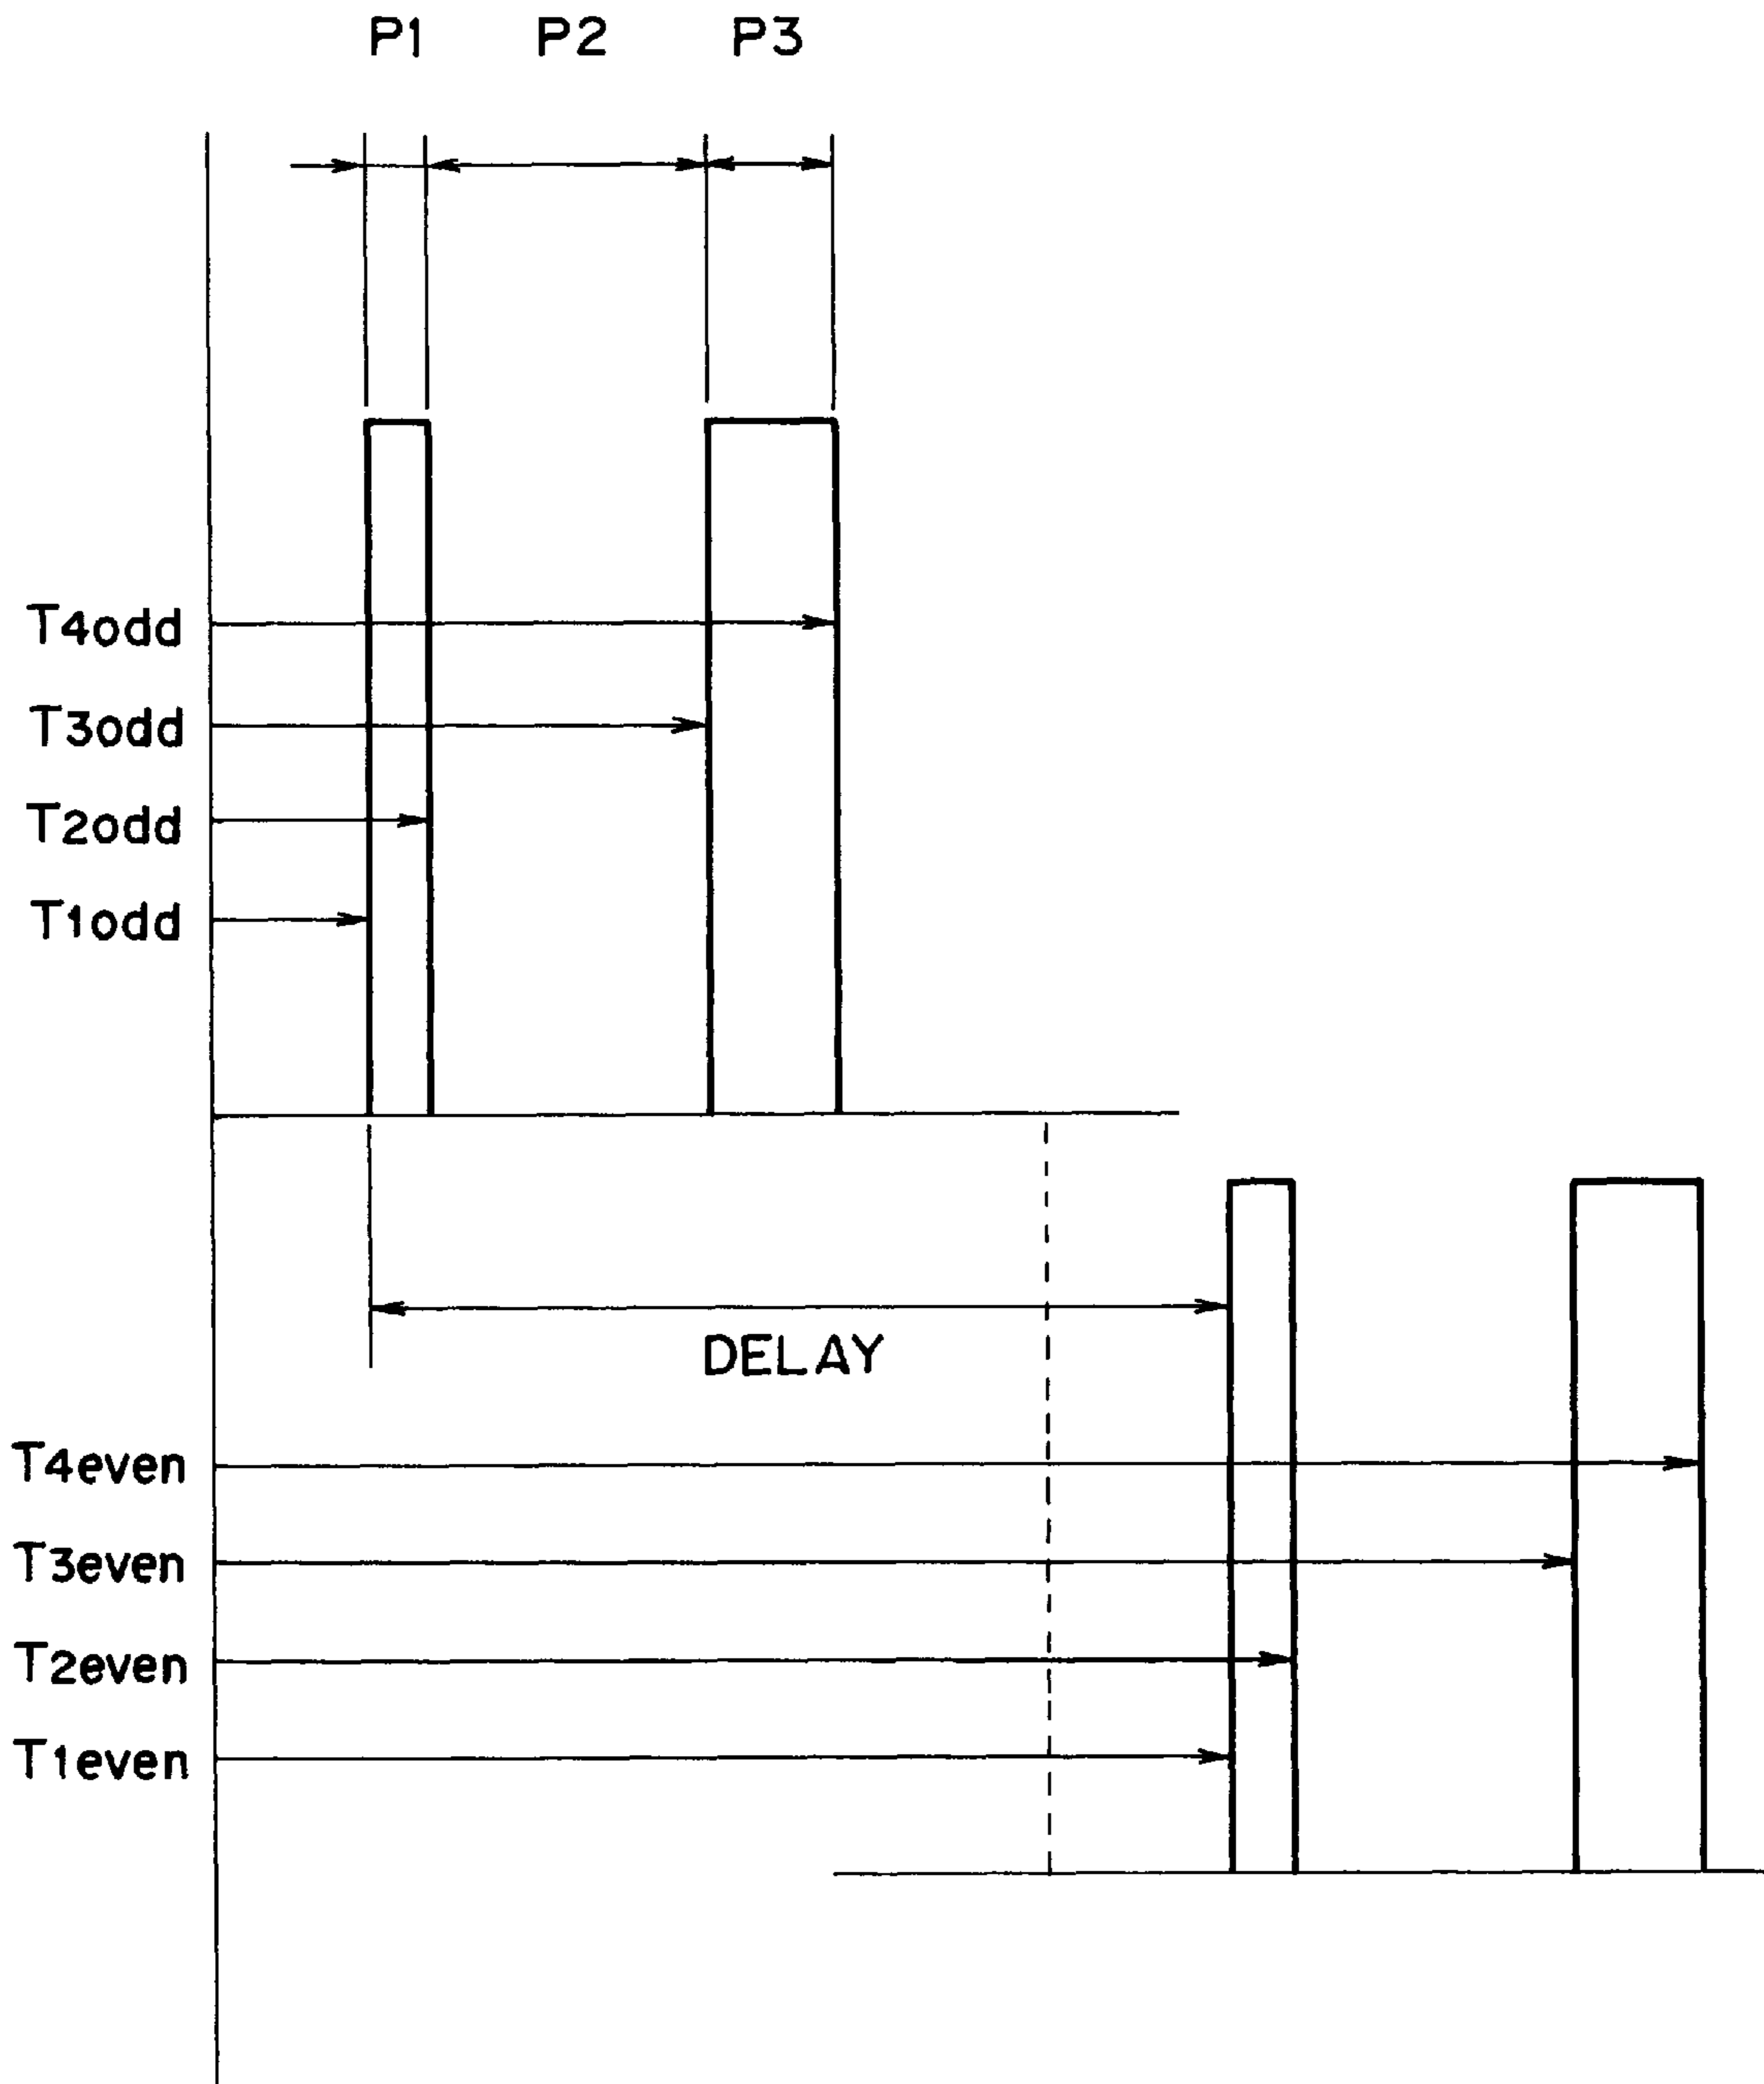 P1 P2 P3
T4odd
T3odd
T2odd
T1odd
DELAY
T4even
T3even
T2even
T1even